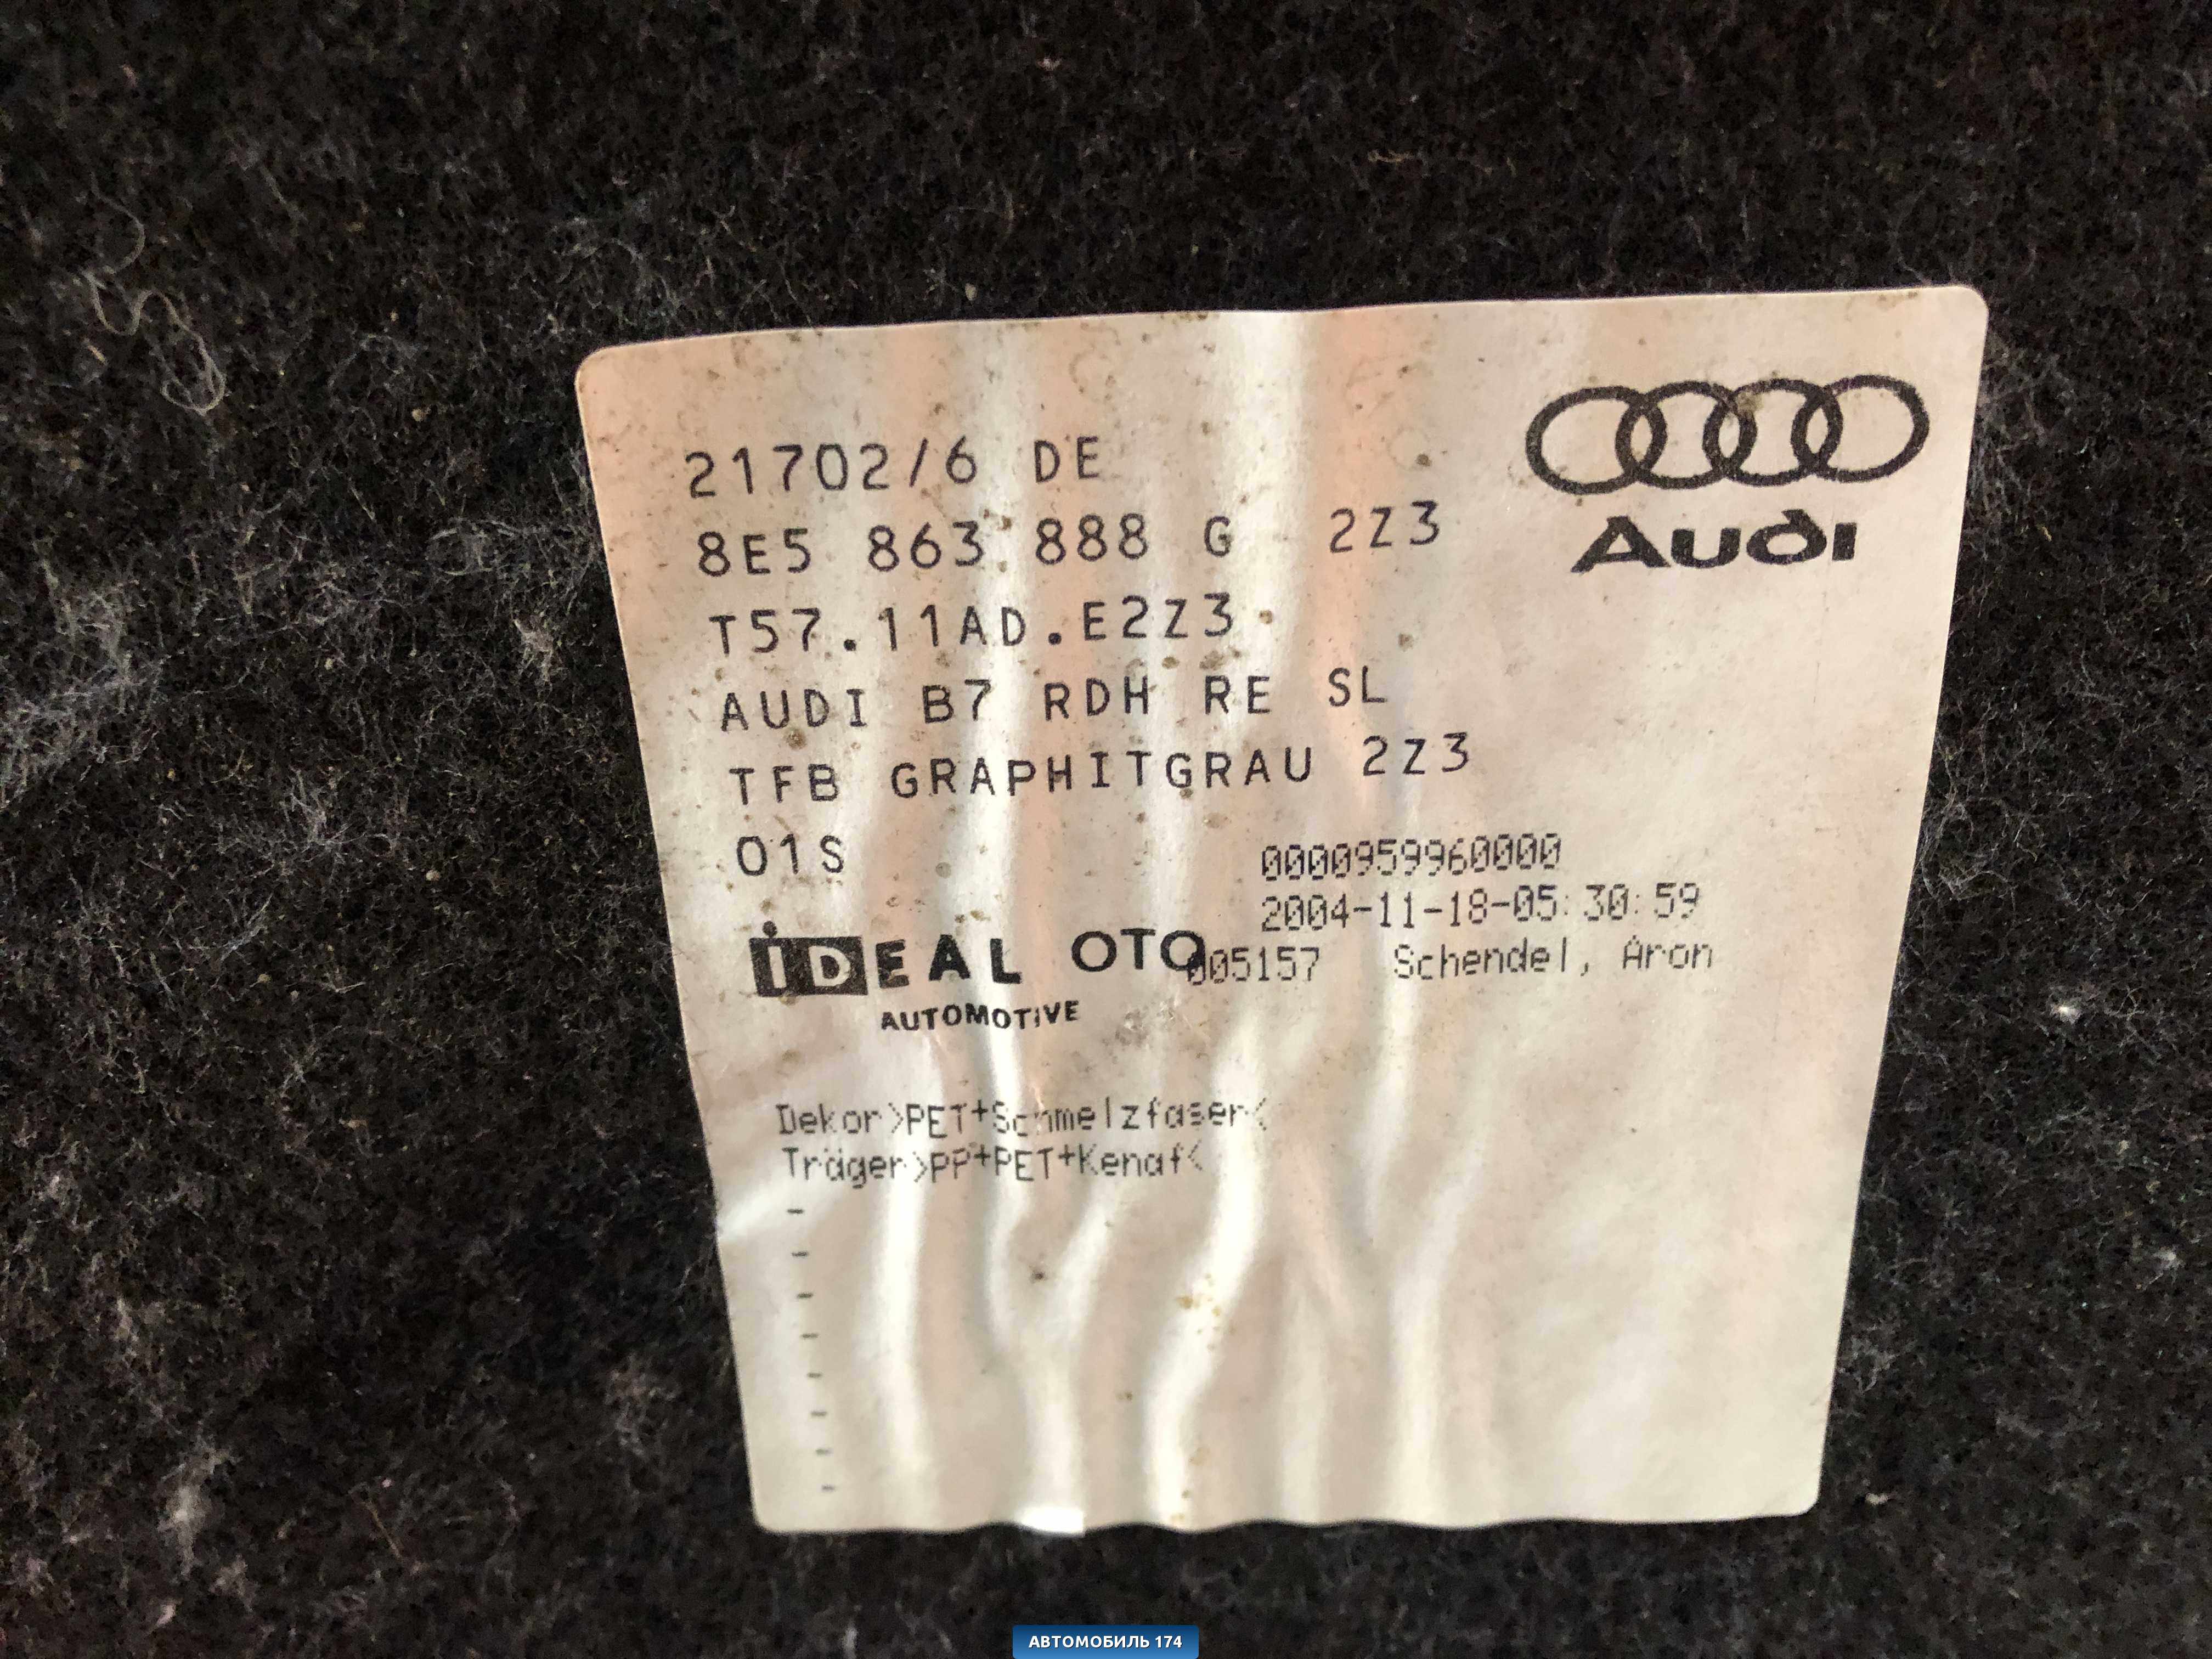 21702/6 DE
8E5 863 888 G 2Z3
Audi
T57.11AD.E2Z3
AUDI B7 RDH RE SL
TFB GRAPHITGRAU 2Z3
01S
0000959960000
2004-11-18-05:30:59
iDEAL OTO
005157 Schendel, Aron
AUTOMOTiVE
Dekor>PET+Schmelzfaser<
Träger>PP+PET+Kenaf<
-
-
-
-
-
-
-
-
АВТОМОБИЛЬ 174